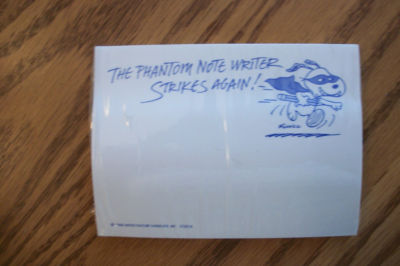 THE PHANTOM NOTE WRITER
STRIKES AGAIN!